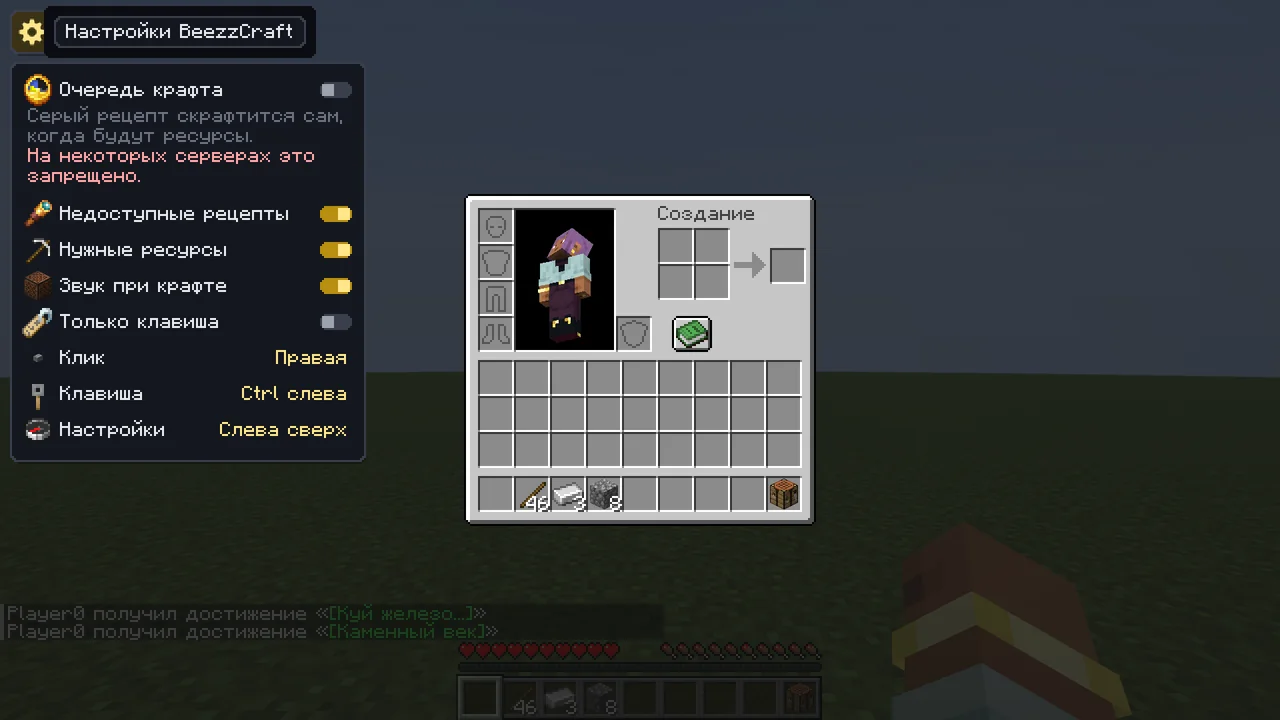 Настройки BeezzCraft
Очередь крафта
Серый рецепт скрафтится сам,
когда будут ресурсы.
На некоторых серверах это
запрещено.
Недоступные рецепты
Нужные ресурсы
Звук при крафте
Только клавиша
Клик Правая
Клавиша Ctrl слева
Настройки Слева сверх
Создание
46 3 8
Player0 получил достижение «[Куй железо…]»
Player0 получил достижение «[Каменный век]»
46 3 8